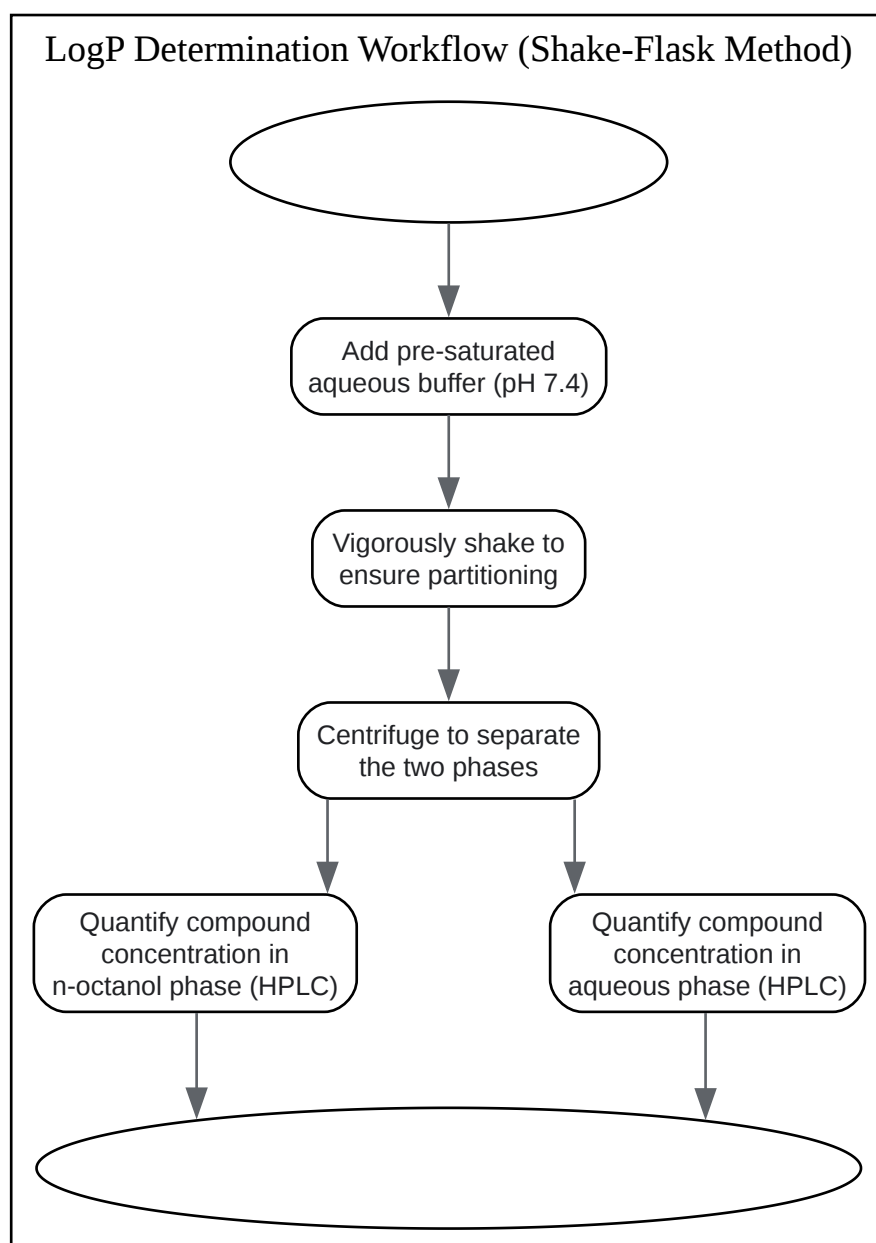 LogP Determination Workflow (Shake-Flask Method)
Add pre-saturated
aqueous buffer (pH 7.4)
Vigorously shake to
ensure partitioning
Centrifuge to separate
the two phases
Quantify compound
concentration in
n-octanol phase (HPLC)
Quantify compound
concentration in
aqueous phase (HPLC)